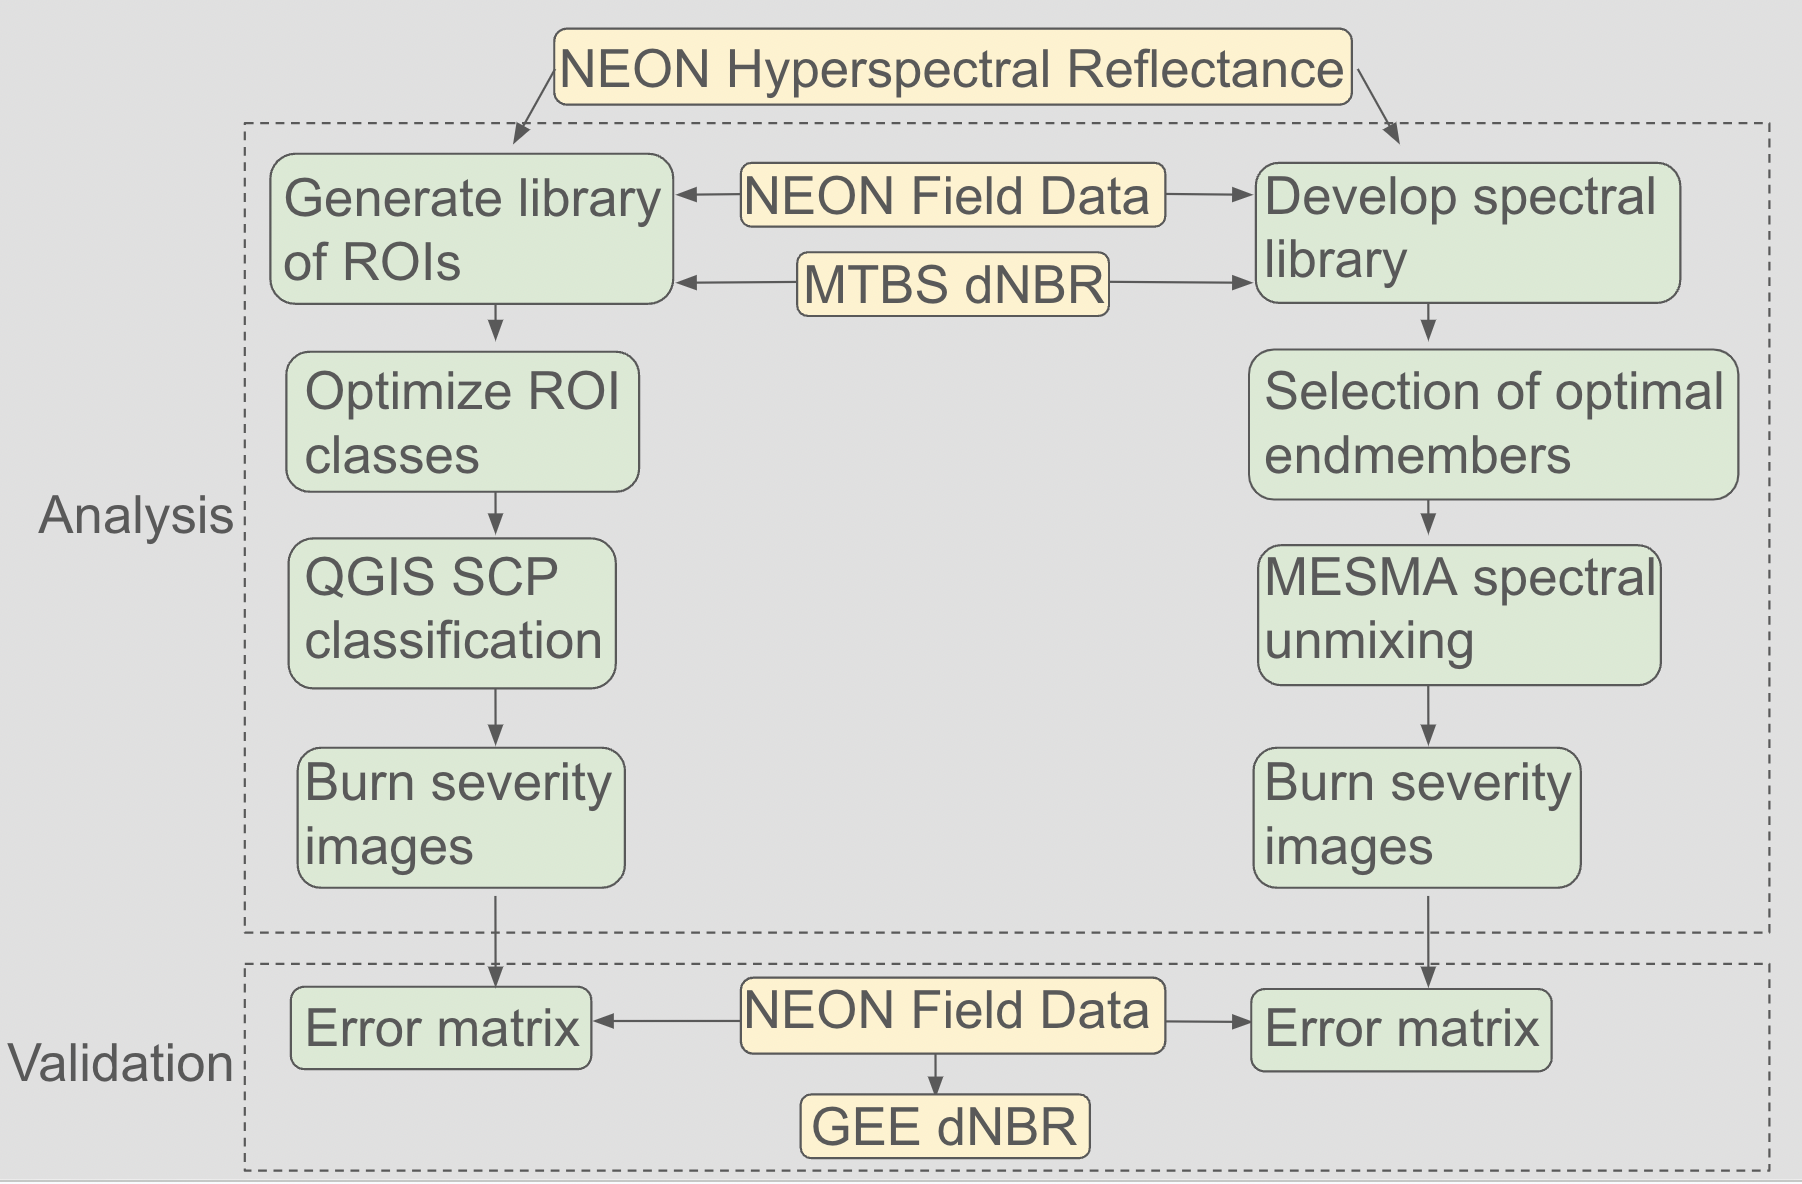 NEON Hyperspectral Reflectance
Generate library
of ROIs
NEON Field Data
MTBS dNBR
Develop spectral
library
Optimize ROI
classes
Selection of optimal
endmembers
Analysis
QGIS SCP
classification
MESMA spectral
unmixing
Burn severity
images
Burn severity
images
Validation
Error matrix
NEON Field Data
Error matrix
GEE dNBR